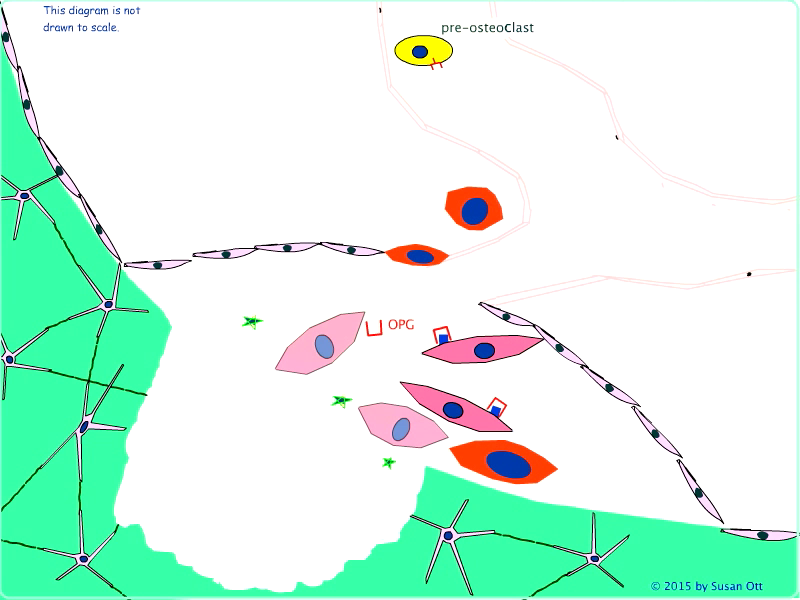 This diagram is not
drawn to scale.
pre-osteoclast
OPG
© 2015 by Susan Ott